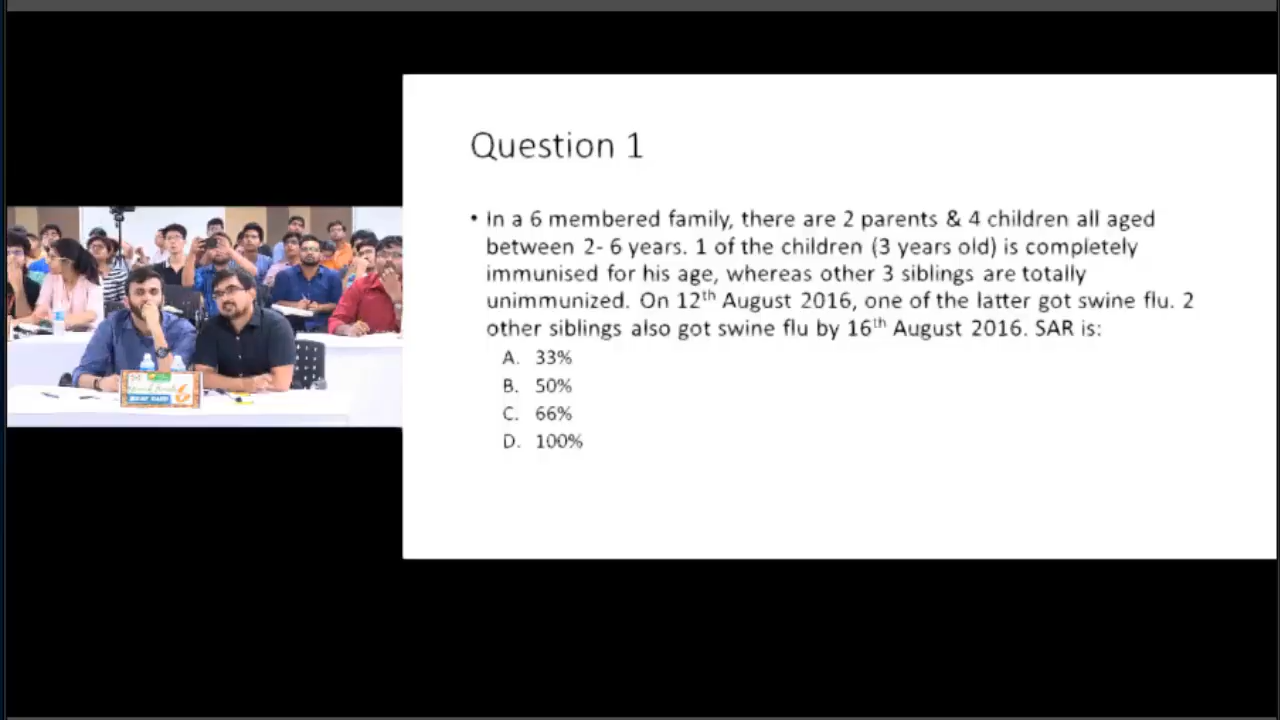 Question 1
• In a 6 membered family, there are 2 parents & 4 children all aged
between 2- 6 years. 1 of the children (3 years old) is completely
immunised for his age, whereas other 3 siblings are totally
unimmunized. On 12th August 2016, one of the latter got swine flu. 2
other siblings also got swine flu by 16th August 2016. SAR is:
A. 33%
B. 50%
C. 66%
D. 100%
6